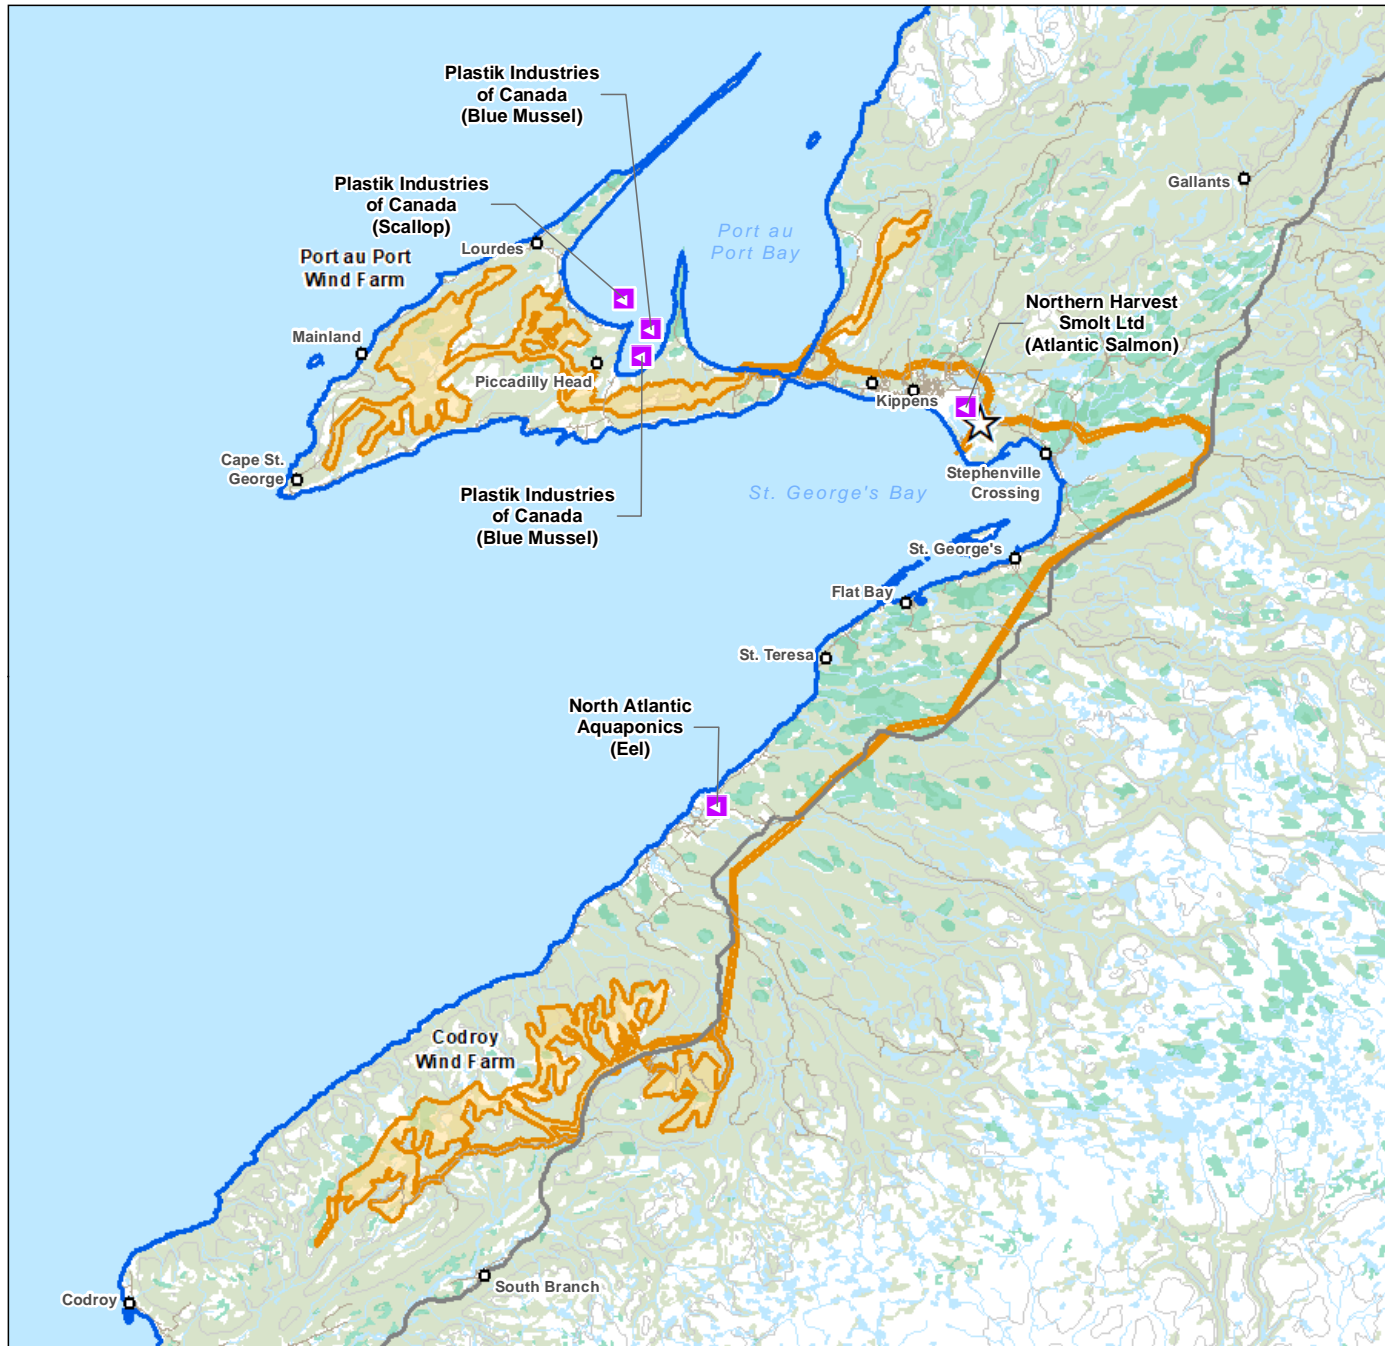 Plastik Industries
of Canada
(Blue Mussel)
Plastik Industries
of Canada
(Scallop)
Gallants
Port au
Port Bay
Lourdes
Port au Port
Wind Farm
Northern Harvest
Smolt Ltd
(Atlantic Salmon)
Mainland
Piccadilly Head
Kippens
Cape St.
George
Stephenville
Crossing
Plastik Industries
of Canada
(Blue Mussel)
St. George's Bay
St. George's
Flat Bay
St. Teresa
North Atlantic
Aquaponics
(Eel)
Codroy
Wind Farm
South Branch
Codroy